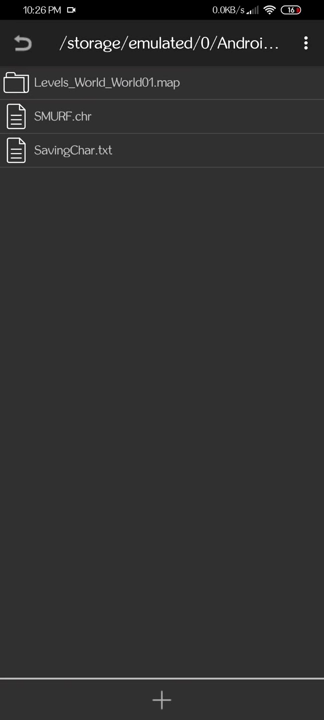 10:26 PM 0.0KB/s 16
/storage/emulated/0/Androi...
Levels_World_World01.map
SMURF.chr
SavingChar.txt